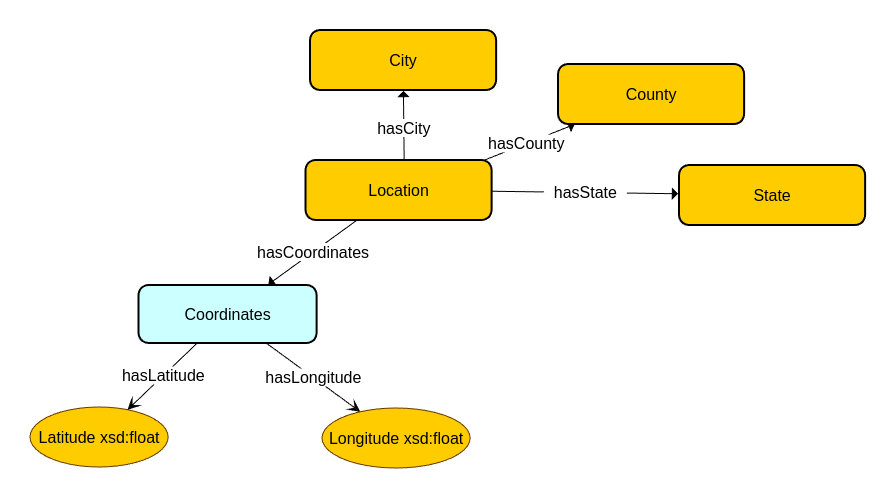 City
County
hasCity
hasCounty
Location
hasState
State
hasCoordinates
Coordinates
hasLatitude
hasLongitude
Latitude xsd:float
Longitude xsd:float